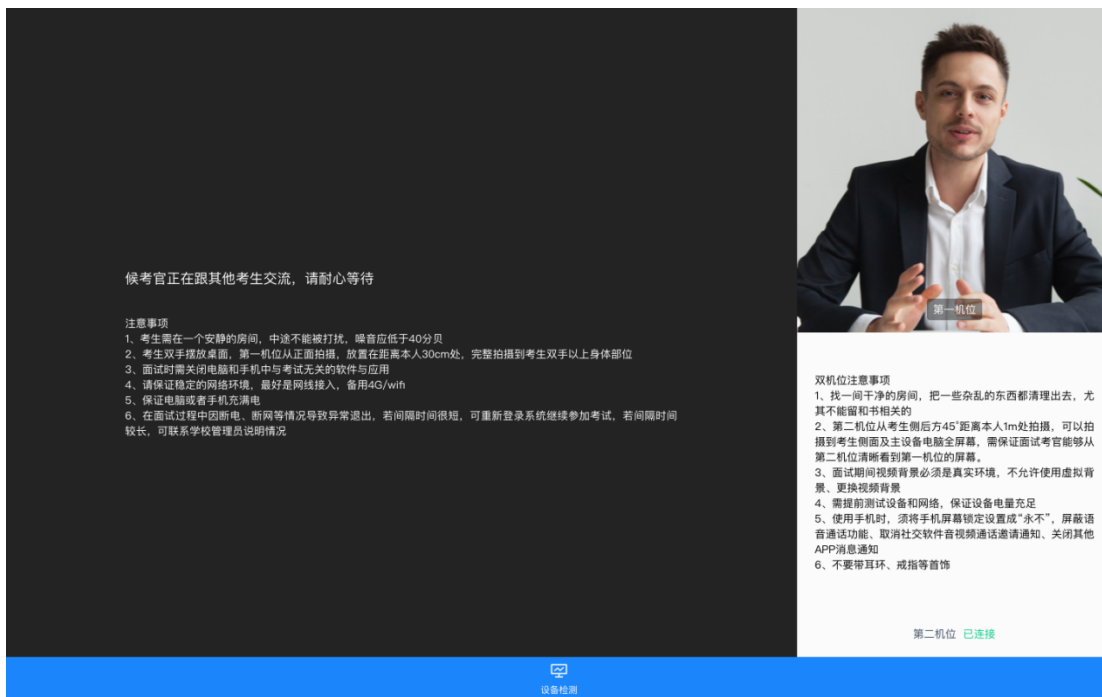 候考官正在跟其他考生交流，请耐心等待
注意事项
1、考生需在一个安静的房间，中途不能被打扰，噪音应低于40分贝
2、考生双手摆放桌面，第一机位从正面拍摄，放置在距离本人30cm处，完整拍摄到考生双手以上身体部位
3、面试时需关闭电脑和手机中与考试无关的软件与应用
4、请保证稳定的网络环境，最好是网线接入，备用4G/wifi
5、保证电脑或者手机充满电
6、在面试过程中因断电、断网等情况导致异常退出，若间隔时间很短，可重新登录系统继续参加考试，若间隔时间
较长，可联系学校管理员说明情况
第一机位
双机位注意事项
1、找一间干净的房间，把一些杂乱的东西都清理出去，尤
其不能留和书相关的
2、第二机位从考生侧后方45°距离本人1m处拍摄，可以拍
摄到考生侧面及主设备电脑全屏幕，需保证面试考官能够从
第二机位清晰看到第一机位的屏幕。
3、面试期间视频背景必须是真实环境，不允许使用虚拟背
景、更换视频背景
4、需提前测试设备和网络，保证设备电量充足
5、使用手机时，须将手机屏幕锁定设置成“永不”，屏蔽语
音通话功能、取消社交软件音视频通话邀请通知、关闭其他
APP消息通知
6、不要带耳环、戒指等首饰
第二机位 已连接
设备检测